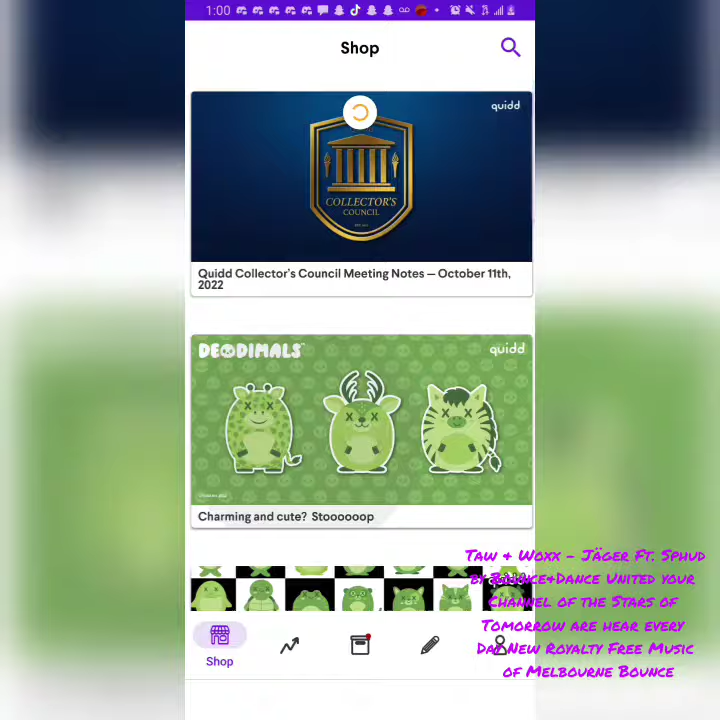 1:00
Shop
quidd
COLLECTOR'S
COUNCIL
Quidd Collector's Council Meeting Notes — October 11th,
2022
DEADIMALS
quidd
Charming and cute? Stoooooop
Taw & Woxx - Jäger Ft. Sphud
by Bounce&Dance United your
Channel of the Stars of
Tomorrow are hear every
Day New Royalty Free Music
of Melbourne Bounce
Shop